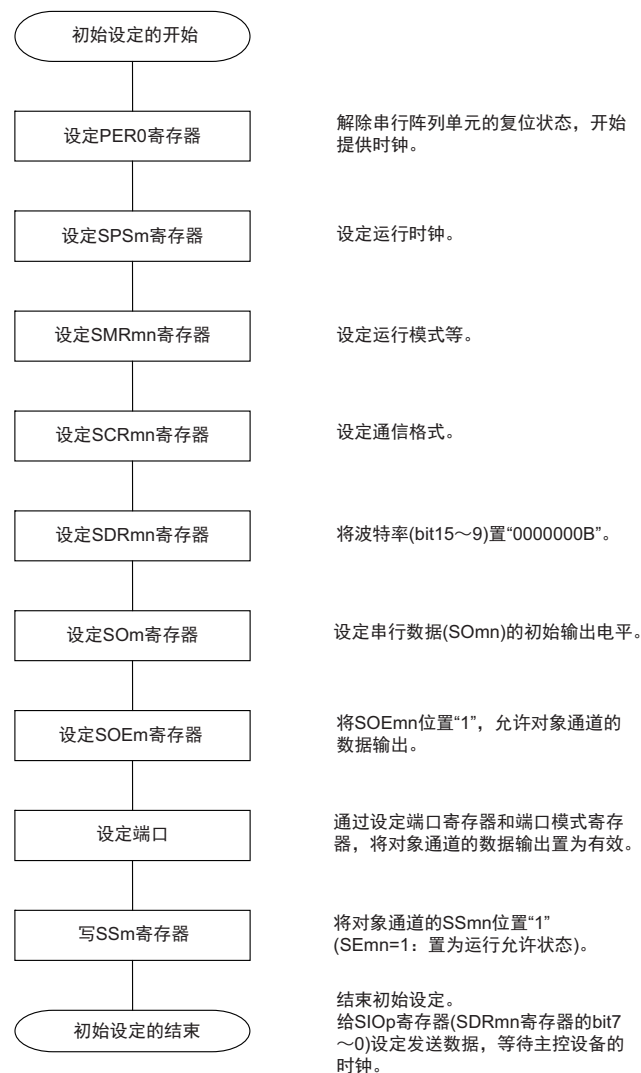 初始设定的开始
设定PER0寄存器
解除串行阵列单元的复位状态，开始
提供时钟。
设定SPSm寄存器
设定运行时钟。
设定SMRmn寄存器
设定运行模式等。
设定SCRmn寄存器
设定通信格式。
设定SDRmn寄存器
将波特率(bit15～9)置“0000000B”。
设定SOm寄存器
设定串行数据(SOmn)的初始输出电平。
设定SOEm寄存器
将SOEmn位置“1”，允许对象通道的
数据输出。
设定端口
通过设定端口寄存器和端口模式寄存
器，将对象通道的数据输出置为有效。
写SSm寄存器
将对象通道的SSmn位置“1”
(SEmn=1：置为运行允许状态)。
初始设定的结束
结束初始设定。
给SIOp寄存器(SDRmn寄存器的bit7
～0)设定发送数据，等待主控设备的
时钟。